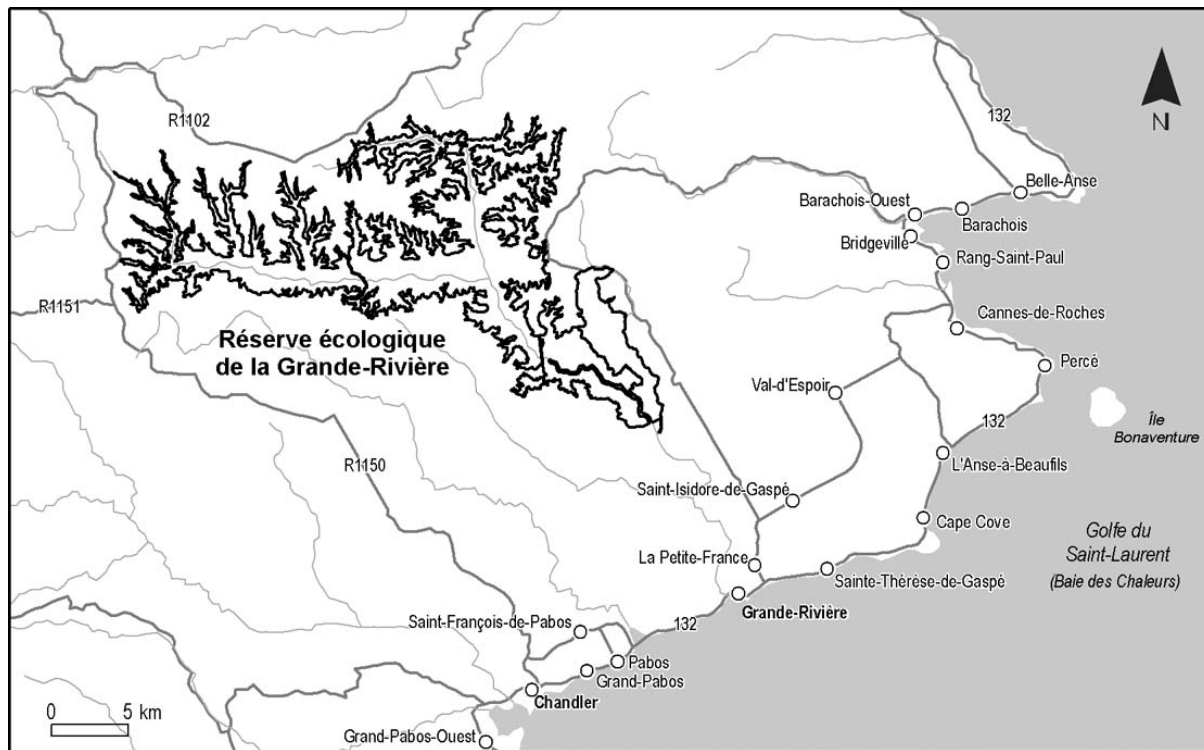 R1102
132
N
Belle-Anse
Barachois-Ouest
Barachois
Bridgeville
Rang-Saint-Paul
R1151
Cannes-de-Roches
Réserve écologique
de la Grande-Rivière
Percé
Val-d'Espoir
Île
Bonaventure
132
R1150
L'Anse-à-Beaufils
Saint-Isidore-de-Gaspé
Cape Cove
Golfe du
Saint-Laurent
(Baie des Chaleurs)
La Petite-France
Sainte-Thérèse-de-Gaspé
Grande-Rivière
Saint-François-de-Pabos
132
Pabos
Grand-Pabos
Chandler
0 5 km
Grand-Pabos-Ouest